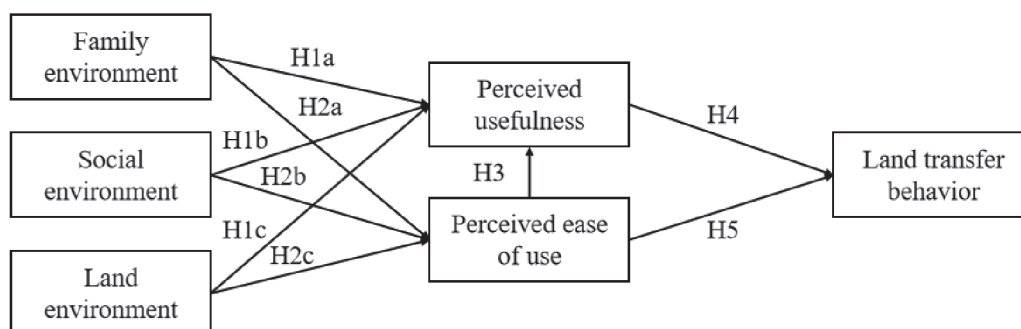 Family
environment
H1a
H2a
Perceived
usefulness
H4
H1b
Social
environment
H2b
H3
Land transfer
behavior
H1c
H2c
Perceived ease
of use
H5
Land
environment